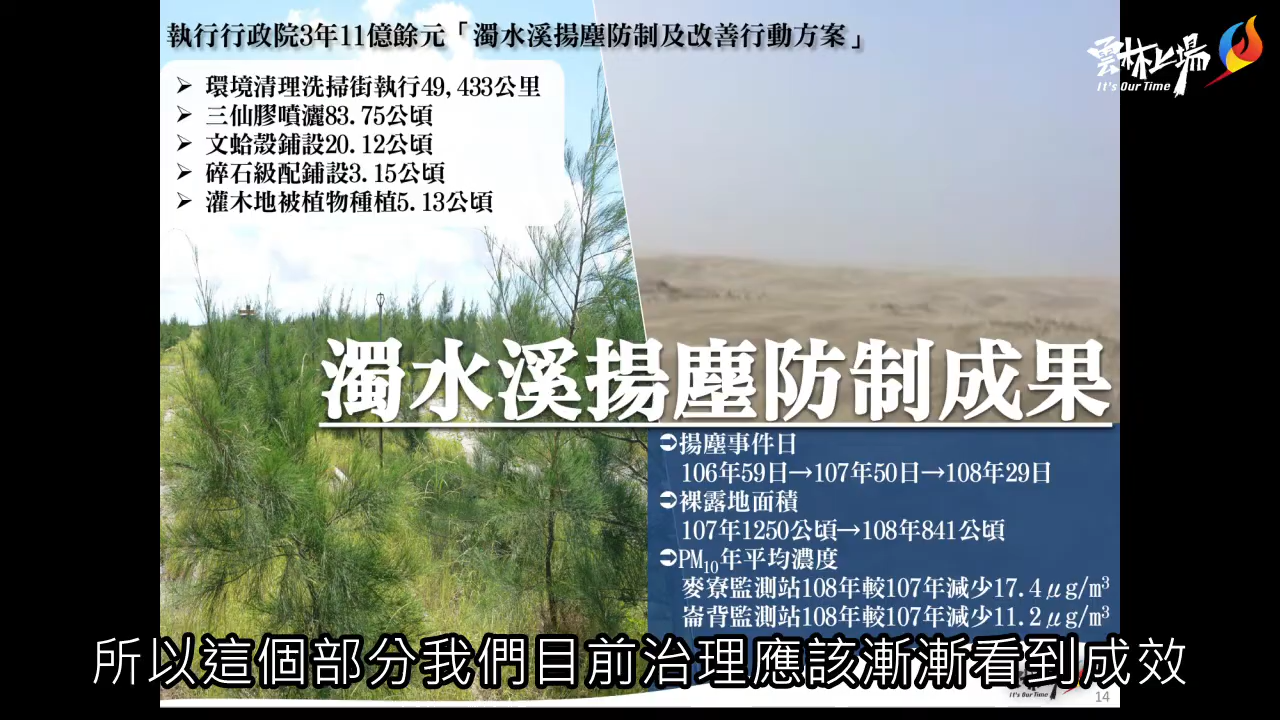 執行行政院3年11億餘元「濁水溪揚塵防制及改善行動方案」
雲林上場
It's Our Time
➢ 環境清理洗掃街執行49,433公里
➢ 三仙膠噴灑83.75公頃
➢ 文蛤殼鋪設20.12公頃
➢ 碎石級配鋪設3.15公頃
➢ 灌木地被植物種植5.13公頃
濁水溪揚塵防制成果
➲揚塵事件日
106年59日→107年50日→108年29日
➲裸露地面積
107年1250公頃→108年841公頃
➲PM₁₀年平均濃度
麥寮監測站108年較107年減少17.4μg/m³
崙背監測站108年較107年減少11.2μg/m³
所以這個部分我們目前治理應該漸漸看到成效
It's Our Time
14